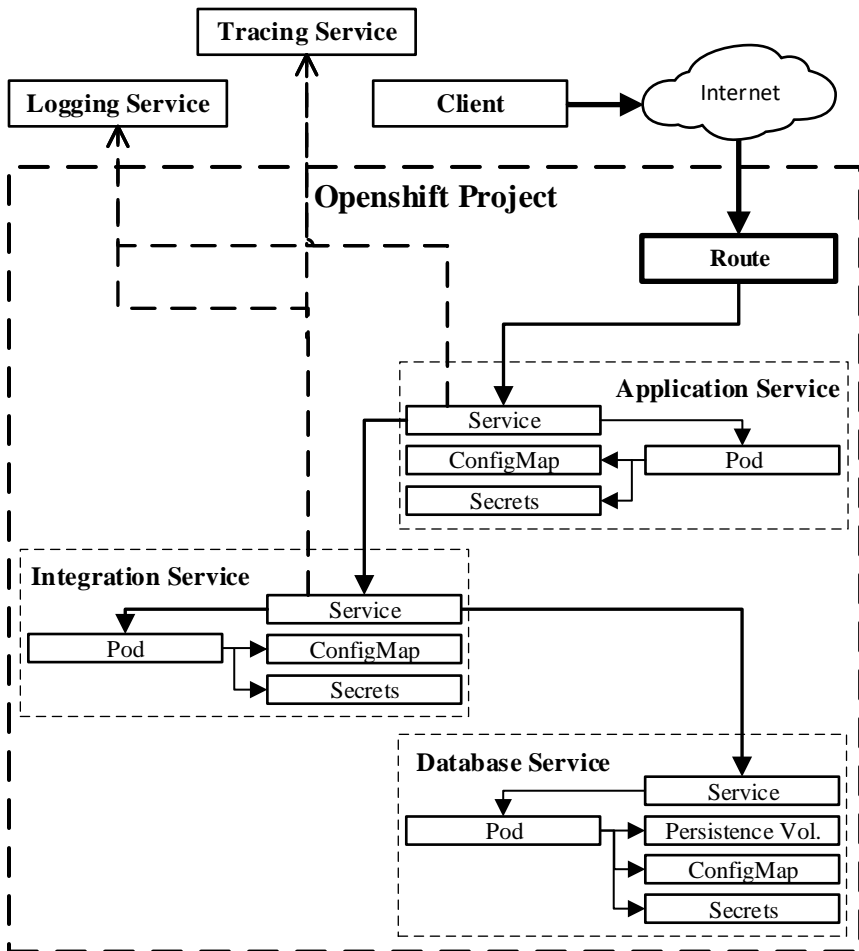 Tracing Service
Logging Service
Client
Internet
Openshift Project
Route
Application Service
Service
ConfigMap
Pod
Secrets
Integration Service
Service
Pod
ConfigMap
Secrets
Database Service
Service
Pod
Persistence Vol.
ConfigMap
Secrets